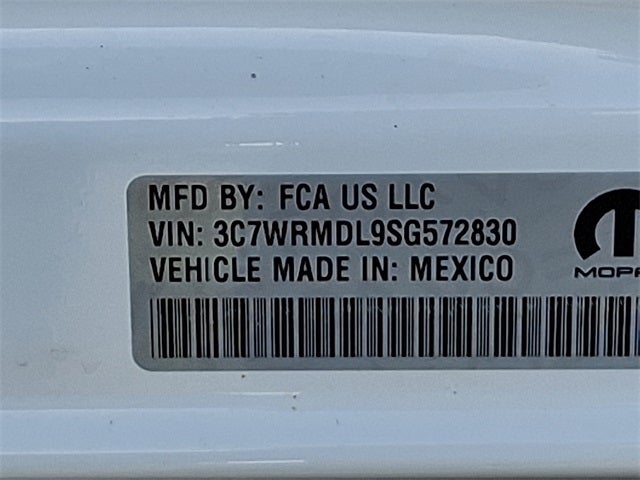 MFD BY: FCA US LLC
VIN: 3C7WRMDL9SG572830
VEHICLE MADE IN: MEXICO